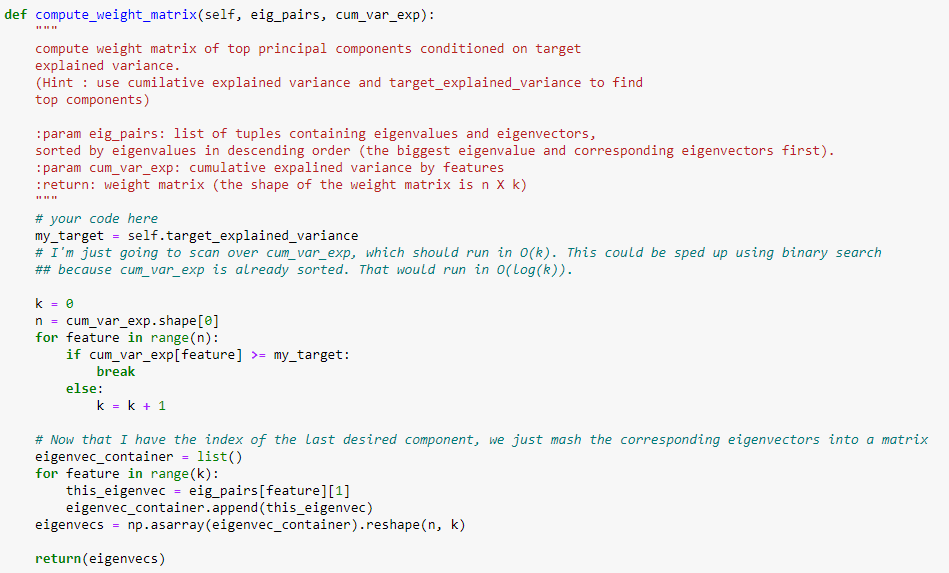 def compute_weight_matrix(self, eig_pairs, cum_var_exp):
    """
    compute weight matrix of top principal components conditioned on target
    explained variance.
    (Hint : use cumilative explained variance and target_explained_variance to find
    top components)

    :param eig_pairs: list of tuples containing eigenvalues and eigenvectors,
    sorted by eigenvalues in descending order (the biggest eigenvalue and corresponding eigenvectors first).
    :param cum_var_exp: cumulative expalined variance by features
    :return: weight matrix (the shape of the weight matrix is n X k)
    """
    # your code here
    my_target = self.target_explained_variance
    # I'm just going to scan over cum_var_exp, which should run in O(k). This could be sped up using binary search
    ## because cum_var_exp is already sorted. That would run in O(log(k)).

    k = 0
    n = cum_var_exp.shape[0]
    for feature in range(n):
        if cum_var_exp[feature] >= my_target:
            break
        else:
            k = k + 1

    # Now that I have the index of the last desired component, we just mash the corresponding eigenvectors into a matrix
    eigenvec_container = list()
    for feature in range(k):
        this_eigenvec = eig_pairs[feature][1]
        eigenvec_container.append(this_eigenvec)
    eigenvecs = np.asarray(eigenvec_container).reshape(n, k)

    return(eigenvecs)